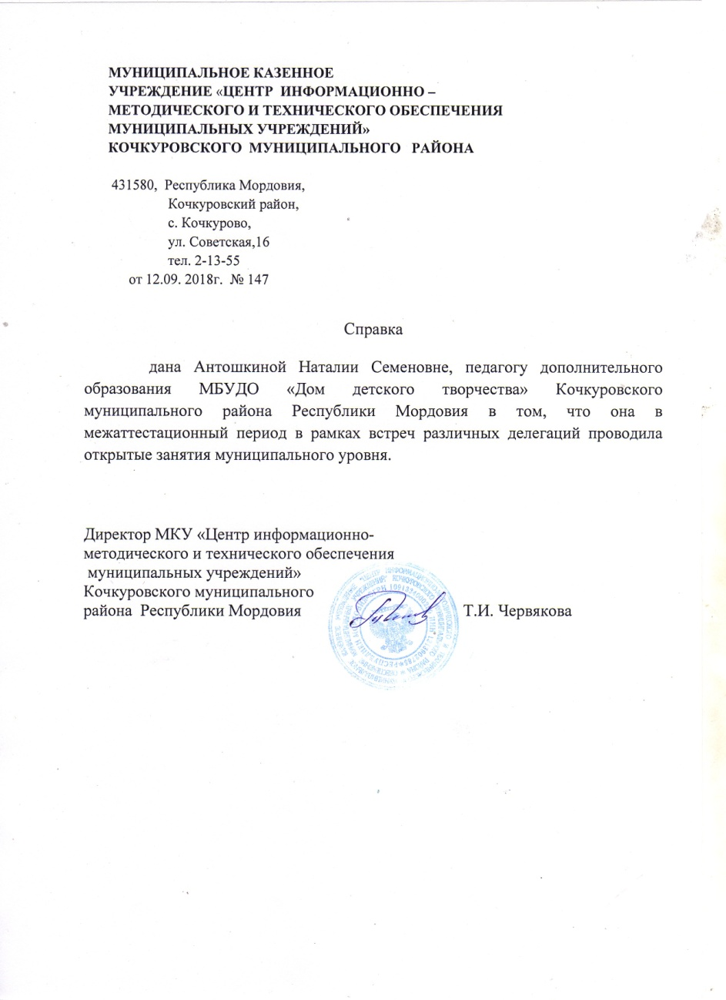 МУНИЦИПАЛЬНОЕ КАЗЕННОЕ
УЧРЕЖДЕНИЕ «ЦЕНТР ИНФОРМАЦИОННО –
МЕТОДИЧЕСКОГО И ТЕХНИЧЕСКОГО ОБЕСПЕЧЕНИЯ
МУНИЦИПАЛЬНЫХ УЧРЕЖДЕНИЙ»
КОЧКУРОВСКОГО МУНИЦИПАЛЬНОГО РАЙОНА
431580, Республика Мордовия,
Кочкуровский район,
с. Кочкурово,
ул. Советская,16
тел. 2-13-55
от 12.09. 2018г. № 147
Справка
дана Антошкиной Наталии Семеновне, педагогу дополнительного
образования МБУДО «Дом детского творчества» Кочкуровского
муниципального района Республики Мордовия в том, что она в
межаттестационный период в рамках встреч различных делегаций проводила
открытые занятия муниципального уровня.
Директор МКУ «Центр информационно-
методического и технического обеспечения
муниципальных учреждений»
Кочкуровского муниципального
района Республики Мордовия Т.И. Червякова